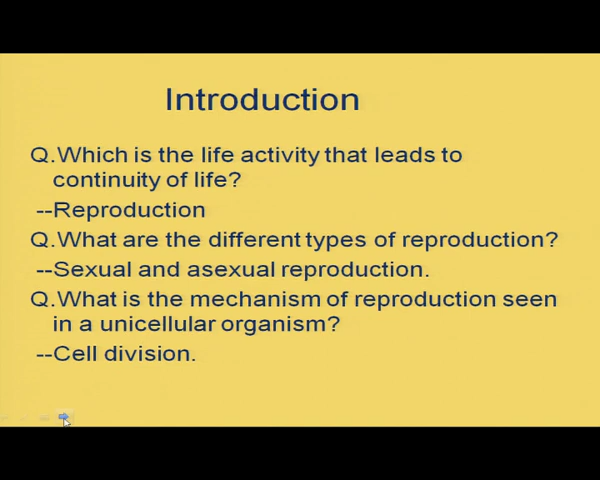 Introduction
Q.Which is the life activity that leads to
continuity of life?
--Reproduction
Q.What are the different types of reproduction?
--Sexual and asexual reproduction.
Q.What is the mechanism of reproduction seen
in a unicellular organism?
--Cell division.